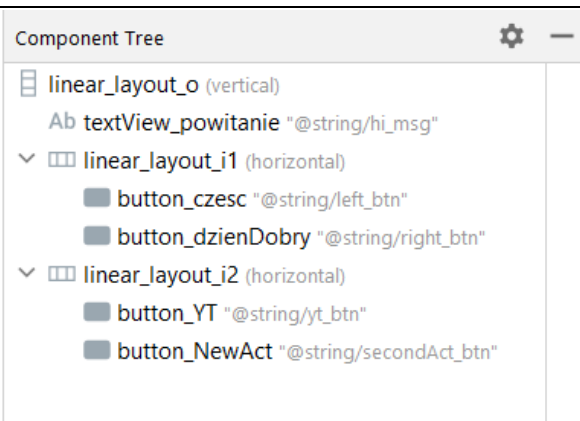 Component Tree
linear_layout_o (vertical)
Ab textView_powitanie "@string/hi_msg"
linear_layout_i1 (horizontal)
button_czesc "@string/left_btn"
button_dzienDobry "@string/right_btn"
linear_layout_i2 (horizontal)
button_YT "@string/yt_btn"
button_NewAct "@string/secondAct_btn"